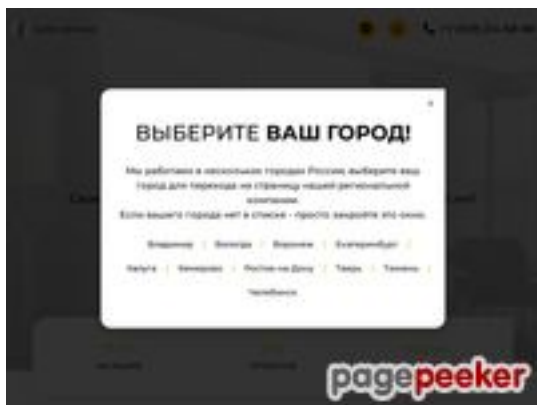 ВЫБЕРИТЕ ВАШ ГОРОД!
Мы работаем в нескольких городах России, выберите ваш
город для перехода на страницу нашей региональной
компании.
Если вашего города нет в списке - просто закройте это окно.
Владимир | Вологда | Воронеж | Екатеринбург |
Калуга | Кемерово | Ростов-на-Дону | Тверь | Тюмень |
Челябинск
pagepeeker